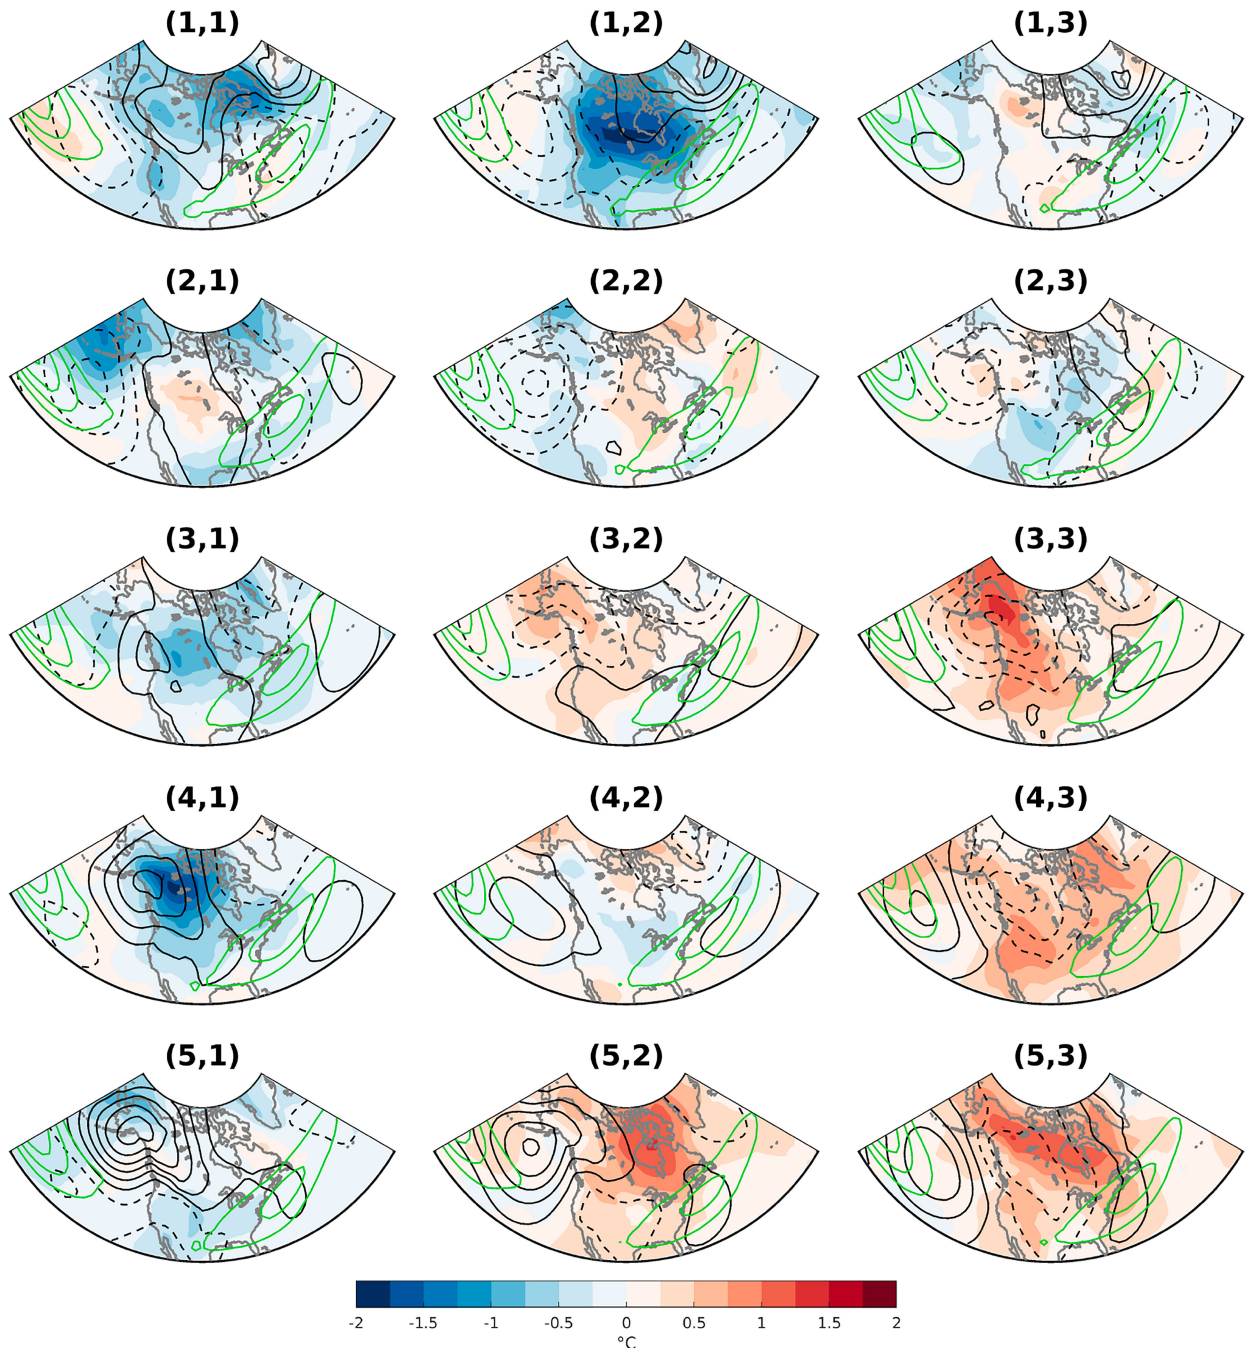 (1,1) (1,2) (1,3)
(2,1) (2,2) (2,3)
(3,1) (3,2) (3,3)
(4,1) (4,2) (4,3)
(5,1) (5,2) (5,3)
-2 -1.5 -1 -0.5 0 0.5 1 1.5 2
°C